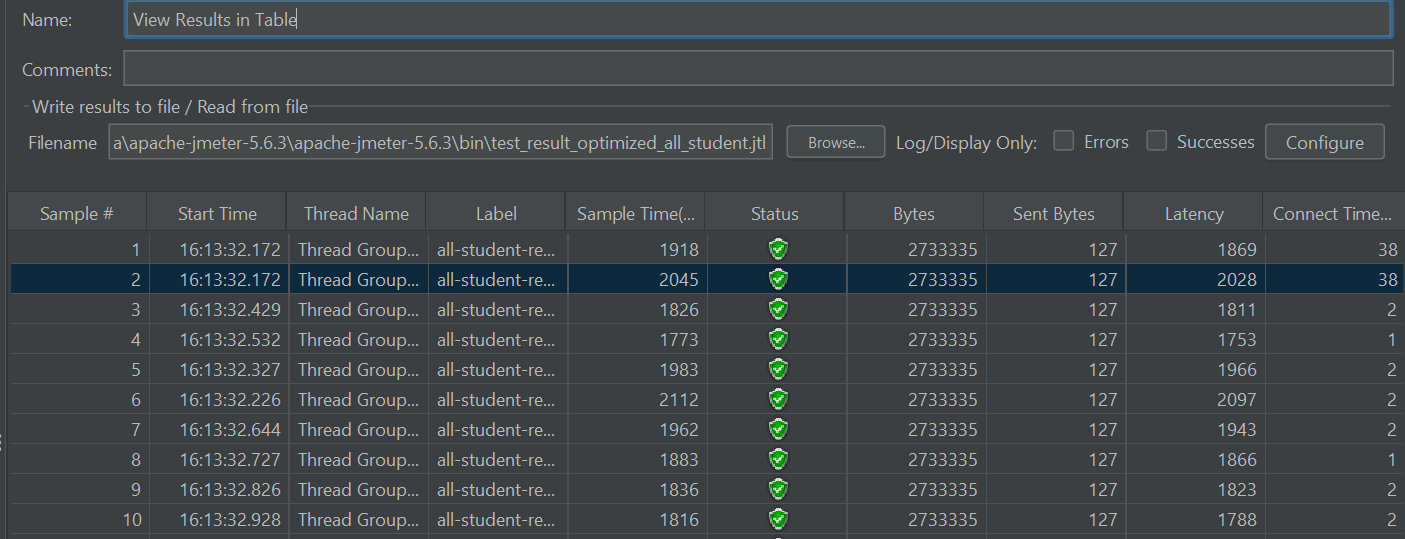 Name: View Results in Table
Comments:
Write results to file / Read from file
Filename a\apache-jmeter-5.6.3\apache-jmeter-5.6.3\bin\test_result_optimized_all_student.jtl Browse... Log/Display Only: Errors Successes Configure
Sample # Start Time Thread Name Label Sample Time(... Status Bytes Sent Bytes Latency Connect Time...
1 16:13:32.172 Thread Group... all-student-re... 1918 2733335 127 1869 38
2 16:13:32.172 Thread Group... all-student-re... 2045 2733335 127 2028 38
3 16:13:32.429 Thread Group... all-student-re... 1826 2733335 127 1811 2
4 16:13:32.532 Thread Group... all-student-re... 1773 2733335 127 1753 1
5 16:13:32.327 Thread Group... all-student-re... 1983 2733335 127 1966 2
6 16:13:32.226 Thread Group... all-student-re... 2112 2733335 127 2097 2
7 16:13:32.644 Thread Group... all-student-re... 1962 2733335 127 1943 2
8 16:13:32.727 Thread Group... all-student-re... 1883 2733335 127 1866 1
9 16:13:32.826 Thread Group... all-student-re... 1836 2733335 127 1823 2
10 16:13:32.928 Thread Group... all-student-re... 1816 2733335 127 1788 2